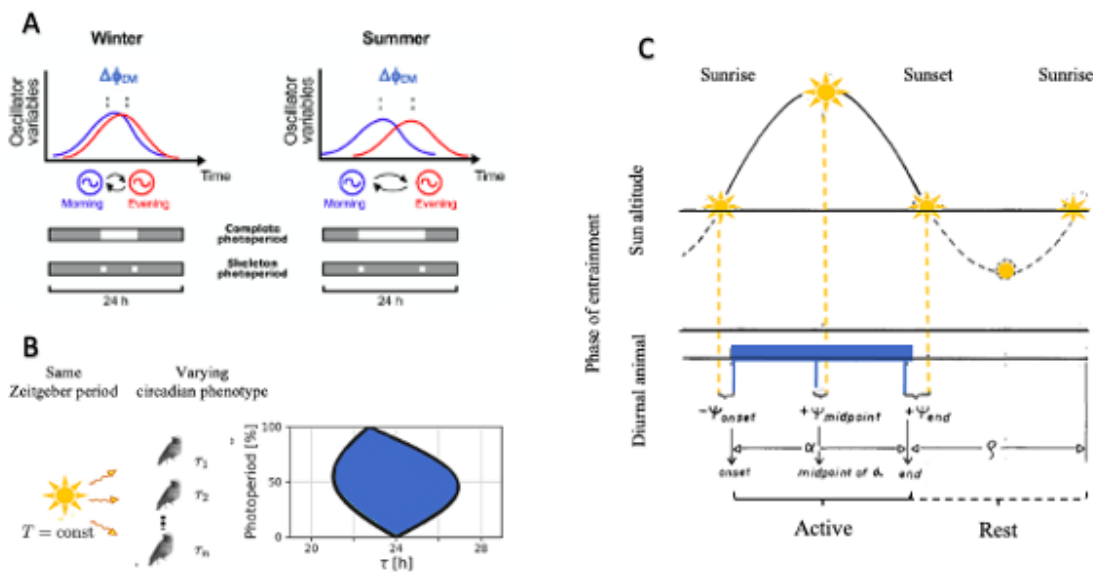 A
Winter
Summer
ΔϕEM
ΔϕEM
Oscillator
variables
Oscillator
variables
Time
Time
Morning
Evening
Morning
Evening
Complete
photoperiod
Skeleton
photoperiod
24 h
24 h
B
Same
Zeitgeber period
Varying
circadian phenotype
T = const
τ1
τ2
τn
Photoperiod [%]
100
50
0
20
24
28
τ [h]
C
Sunrise
Sunset
Sunrise
Sun altitude
Phase of entrainment
Diurnal animal
-Ψonset
+Ψmidpoint
+Ψend
α
ρ
onset
midpoint of α
end
Active
Rest